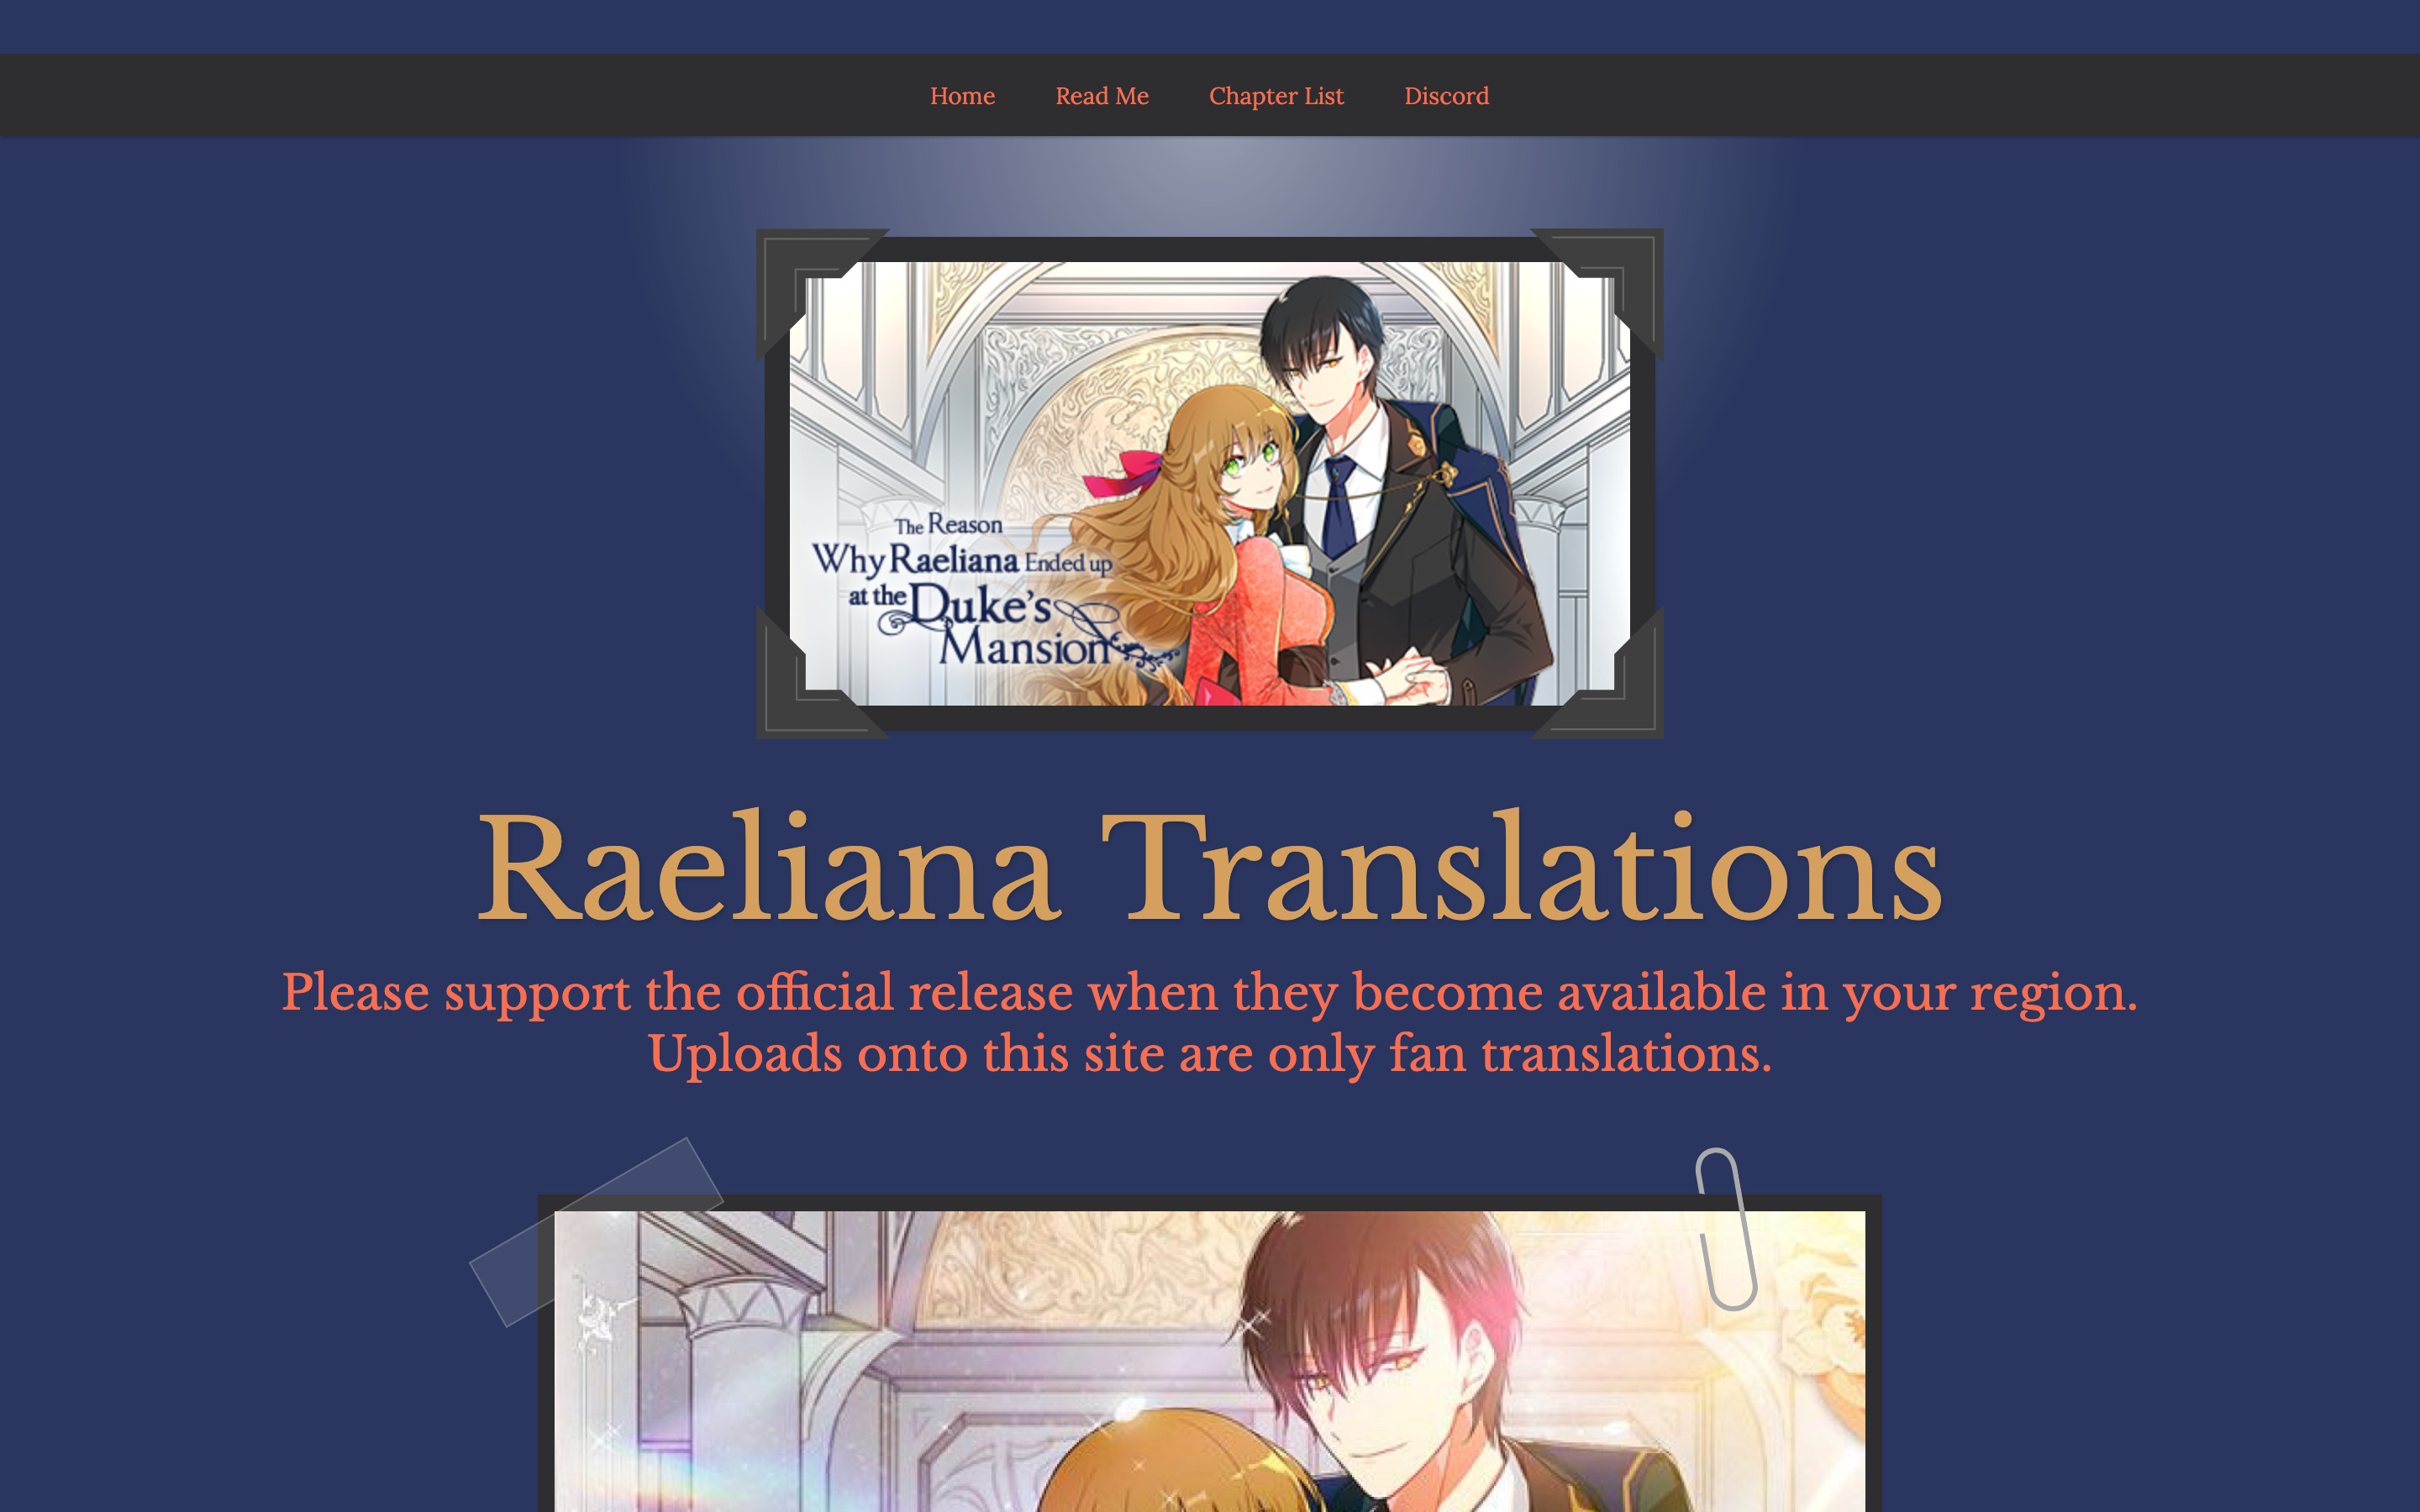 Home Read Me Chapter List Discord
The Reason
Why Raeliana Ended up
at the Duke's
Mansion
Raeliana Translations
Please support the official release when they become available in your region.
Uploads onto this site are only fan translations.